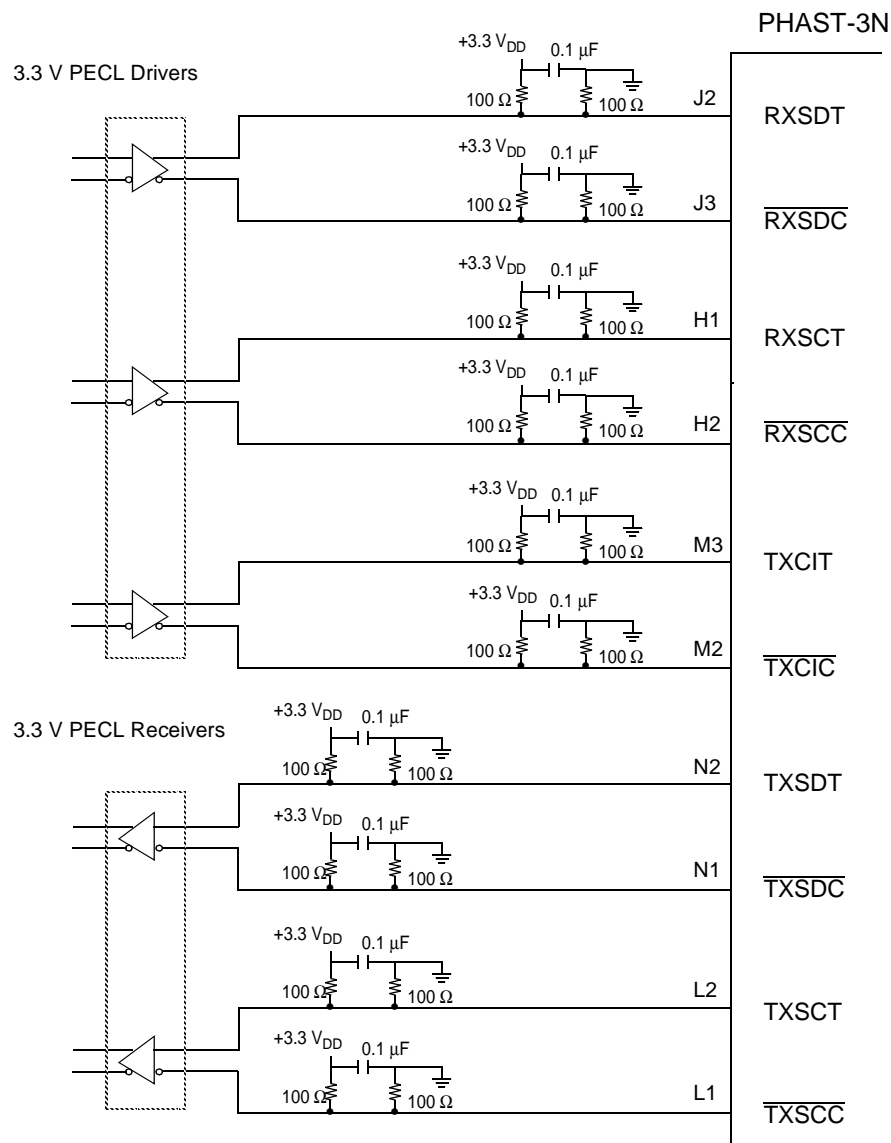 PHAST-3N
3.3 V PECL Drivers
+3.3 VDD 0.1 µF
100 Ω 100 Ω J2 RXSDT
+3.3 VDD 0.1 µF
100 Ω 100 Ω J3 RXSDC
+3.3 VDD 0.1 µF
100 Ω 100 Ω H1 RXSCT
+3.3 VDD 0.1 µF
100 Ω 100 Ω H2 RXSCC
+3.3 VDD 0.1 µF
100 Ω 100 Ω M3 TXCIT
+3.3 VDD 0.1 µF
100 Ω 100 Ω M2 TXCIC
3.3 V PECL Receivers
+3.3 VDD 0.1 µF
100 Ω 100 Ω N2 TXSDT
+3.3 VDD 0.1 µF
100 Ω 100 Ω N1 TXSDC
+3.3 VDD 0.1 µF
100 Ω 100 Ω L2 TXSCT
+3.3 VDD 0.1 µF
100 Ω 100 Ω L1 TXSCC